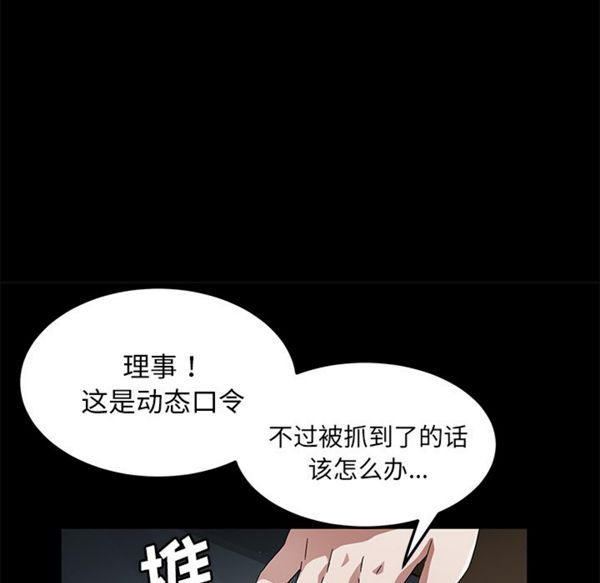 理事！
这是动态口令
不过被抓到了的话
该怎么办...
推